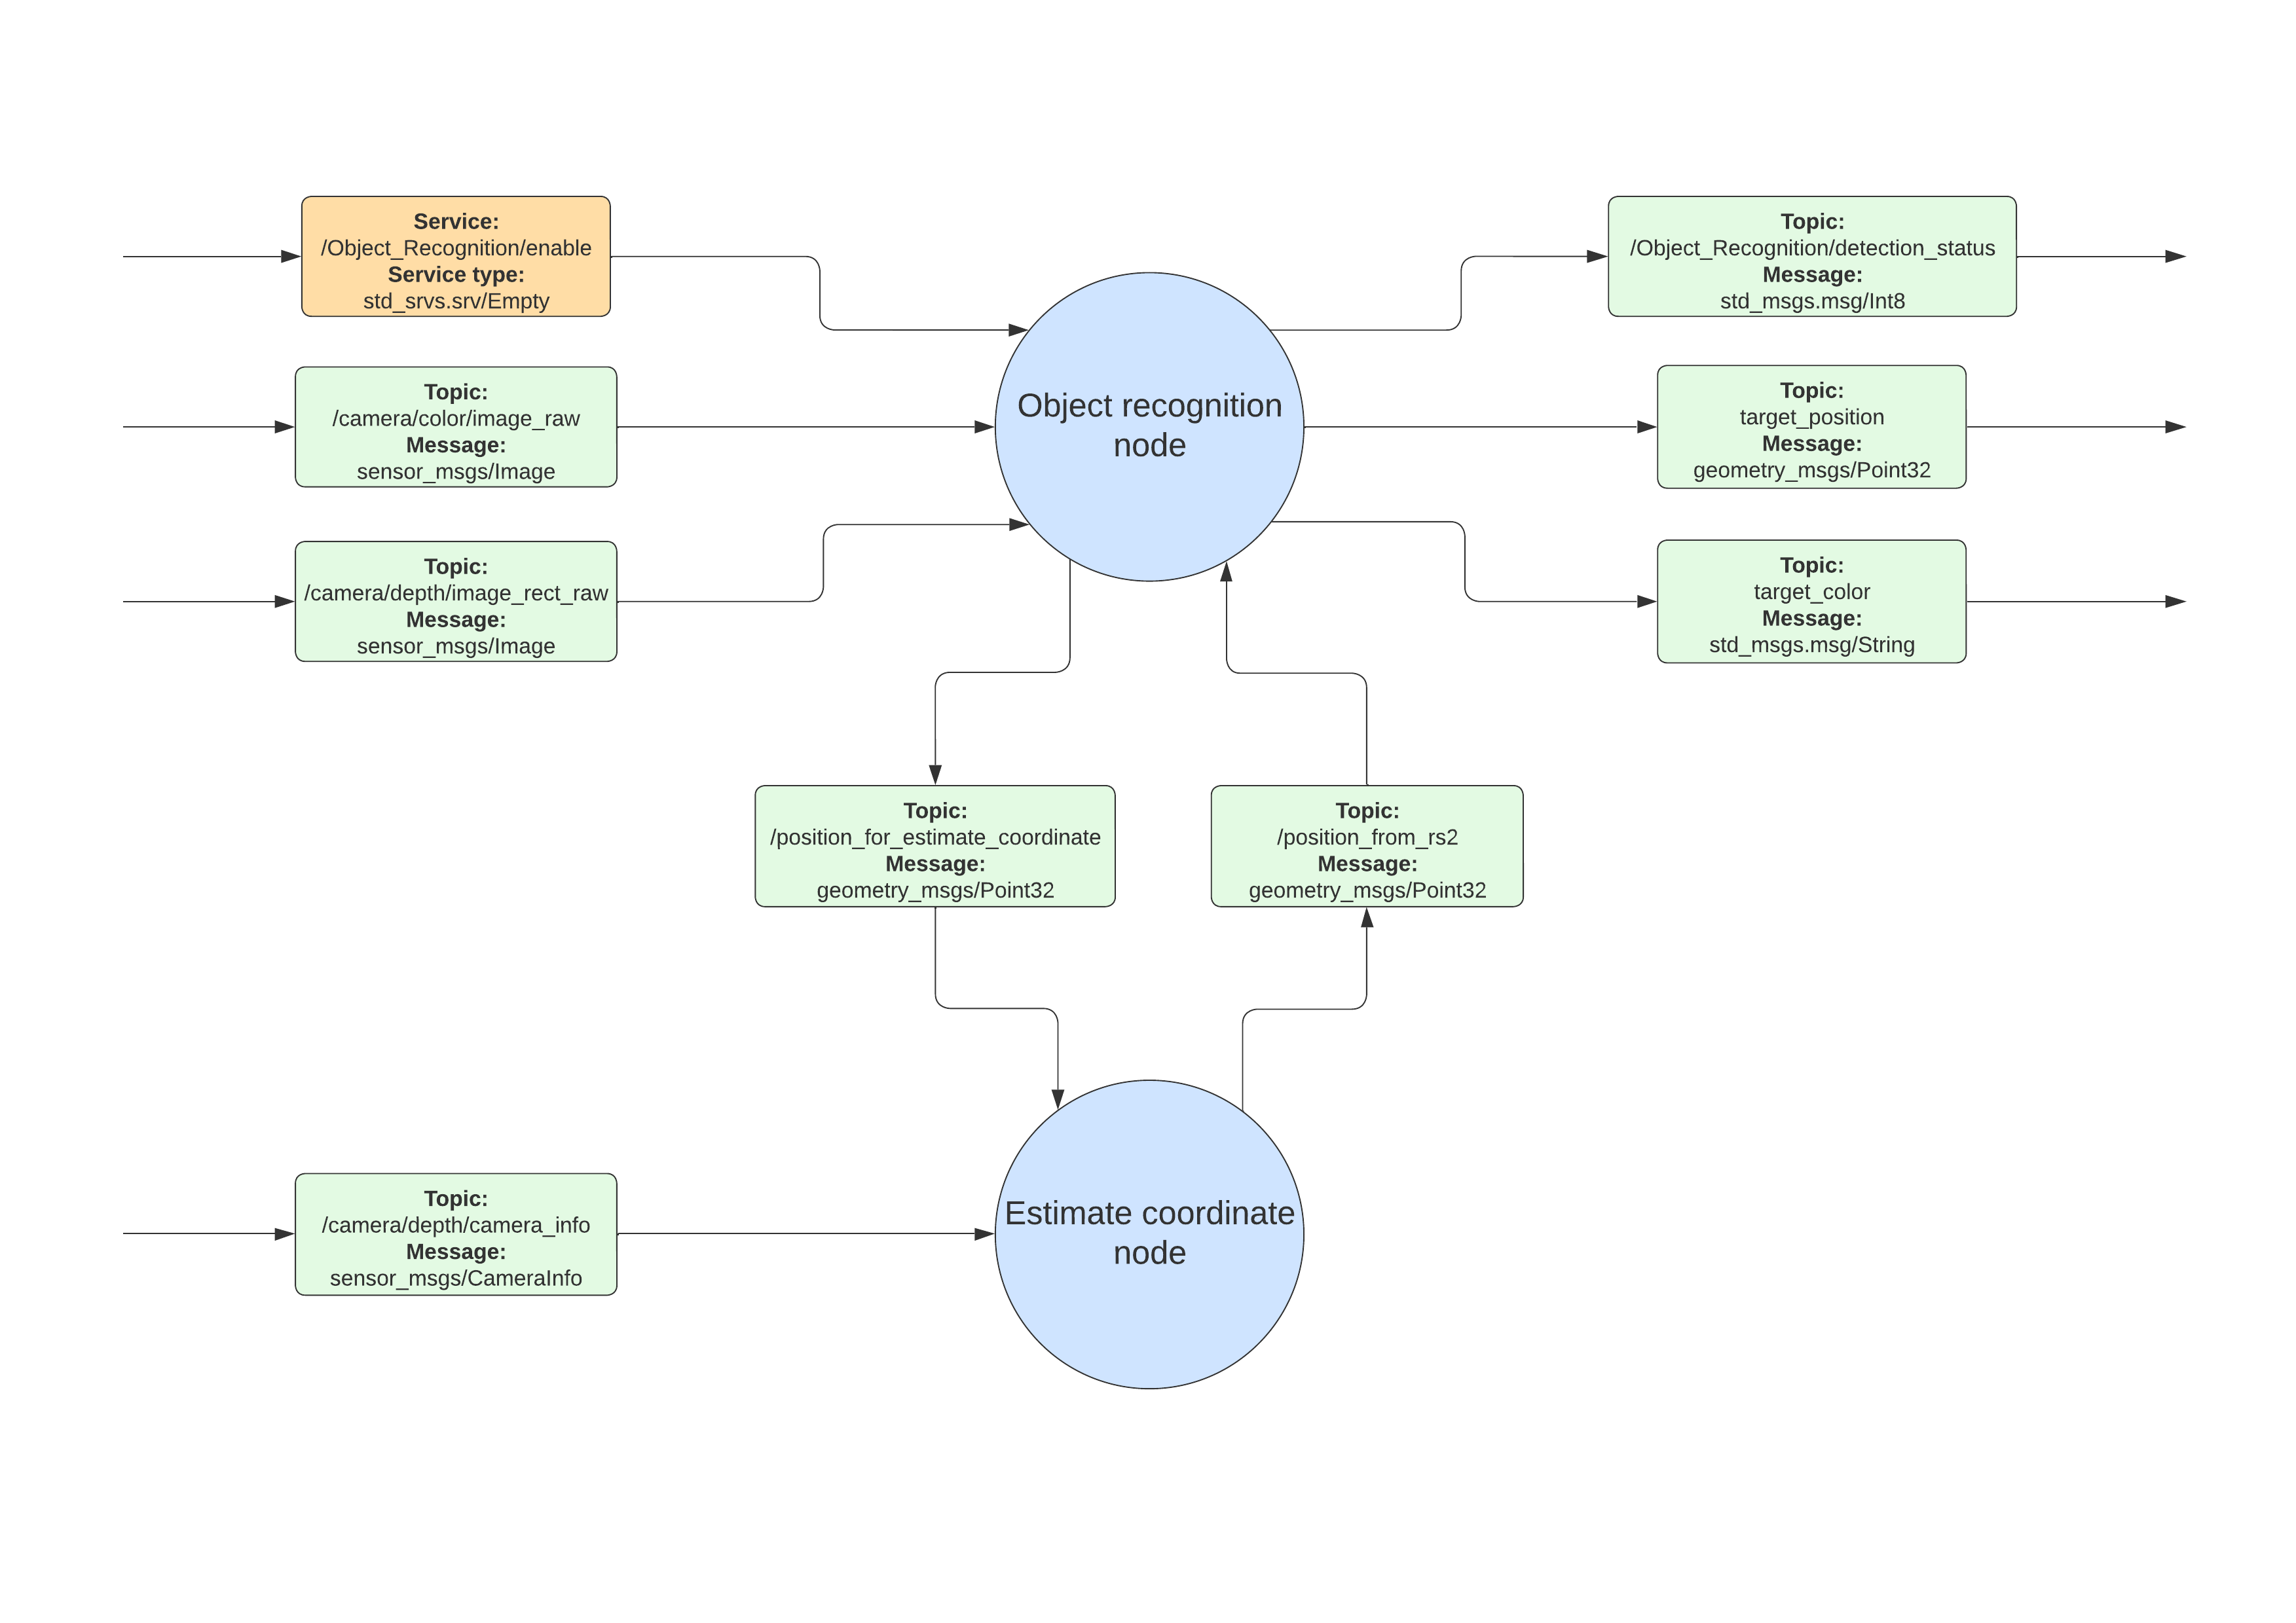 Service:
/Object_Recognition/enable
Service type:
std_srvs.srv/Empty
Topic:
/camera/color/image_raw
Message:
sensor_msgs/Image
Topic:
/camera/depth/image_rect_raw
Message:
sensor_msgs/Image
Object recognition
node
Topic:
/Object_Recognition/detection_status
Message:
std_msgs.msg/Int8
Topic:
target_position
Message:
geometry_msgs/Point32
Topic:
target_color
Message:
std_msgs.msg/String
Topic:
/position_for_estimate_coordinate
Message:
geometry_msgs/Point32
Topic:
/position_from_rs2
Message:
geometry_msgs/Point32
Topic:
/camera/depth/camera_info
Message:
sensor_msgs/CameraInfo
Estimate coordinate
node